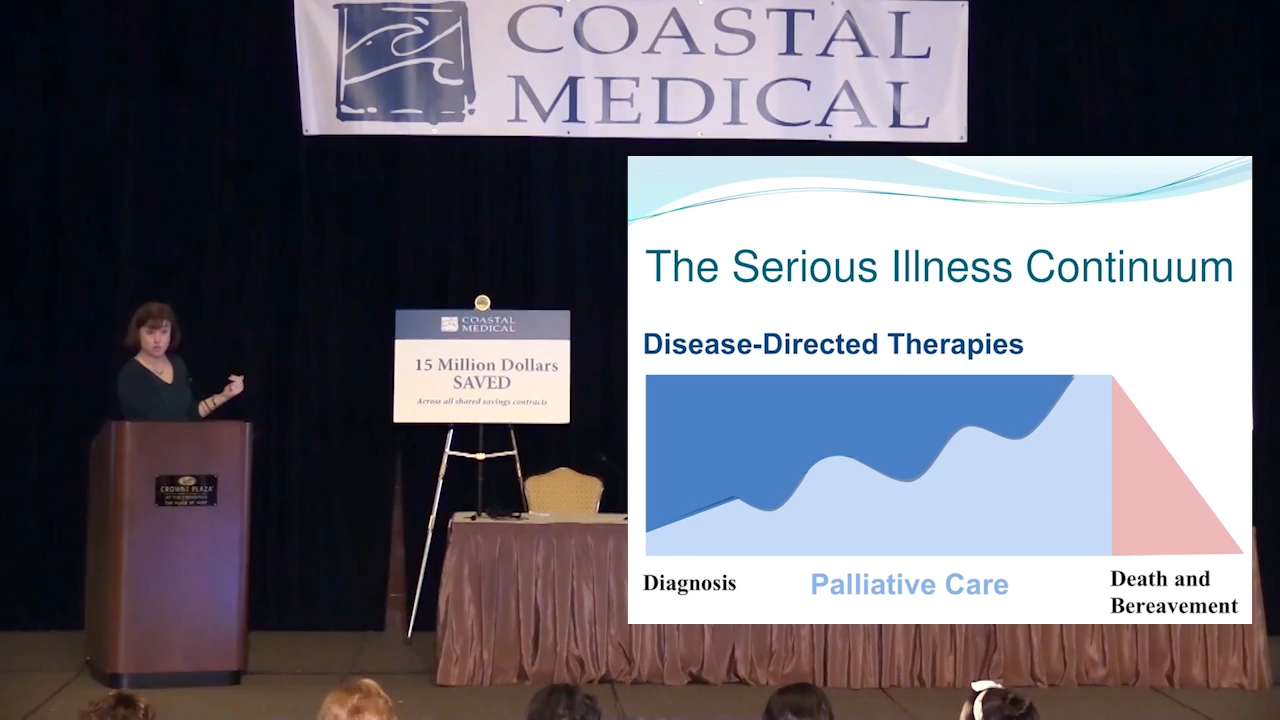 COASTAL
MEDICAL
COASTAL
MEDICAL
15 Million Dollars
SAVED
Across all shared savings contracts
CROWNE PLAZA
The Serious Illness Continuum
Disease-Directed Therapies
Diagnosis
Palliative Care
Death and
Bereavement